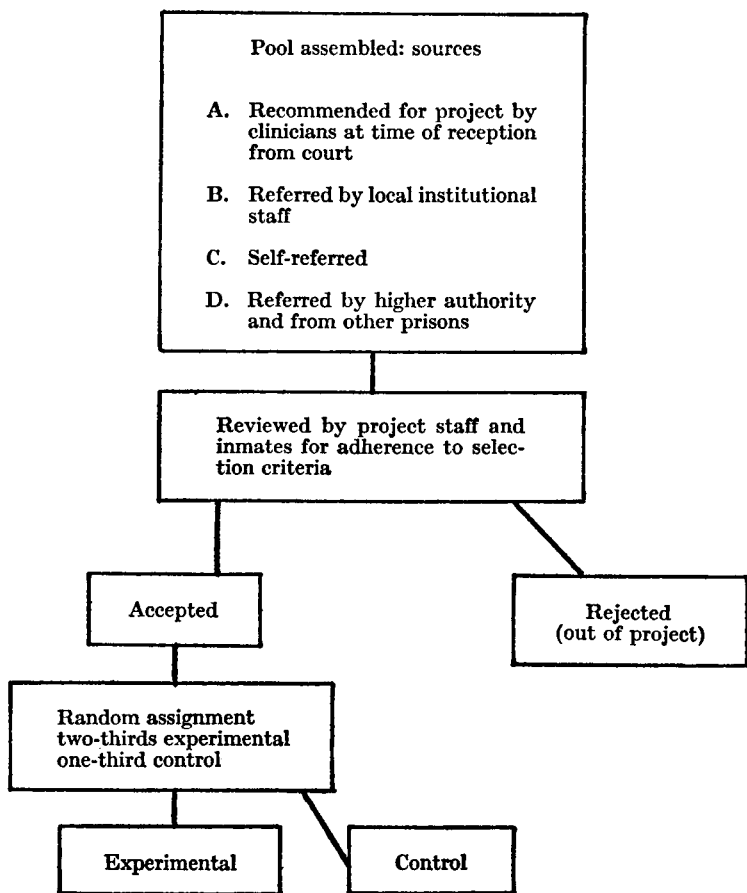 Pool assembled: sources
A. Recommended for project by
clinicians at time of reception
from court
B. Referred by local institutional
staff
C. Self-referred
D. Referred by higher authority
and from other prisons
Reviewed by project staff and
inmates for adherence to selec-
tion criteria
Accepted
Rejected
(out of project)
Random assignment
two-thirds experimental
one-third control
Experimental
Control